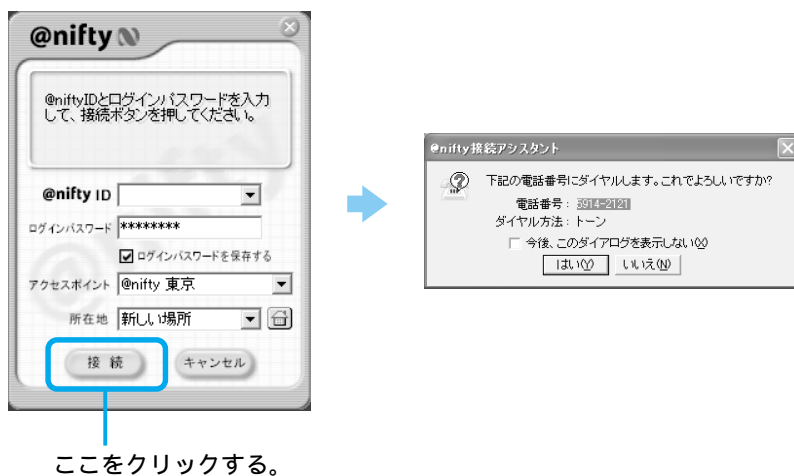 @nifty
@niftyIDとログインパスワードを入力
して、接続ボタンを押してください。
@nifty ID
ログインパスワード ********
ログインパスワードを保存する
アクセスポイント @nifty 東京
所在地 新しい場所
接続 キャンセル
ここをクリックする。
@nifty接続アシスタント
下記の電話番号にダイヤルします。これでよろしいですか?
電話番号: 5914-2121
ダイヤル方法: トーン
今後、このダイアログを表示しない(X)
はい(Y) いいえ(N)